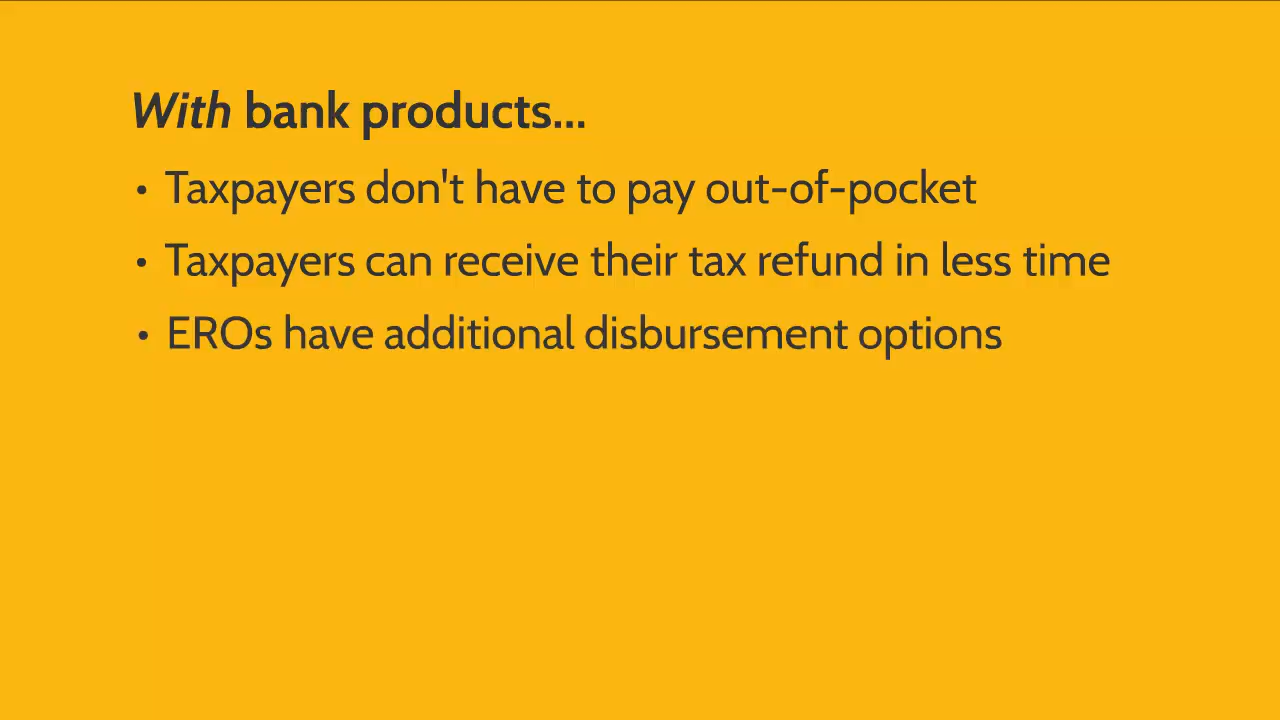 With bank products...
• Taxpayers don't have to pay out-of-pocket
• Taxpayers can receive their tax refund in less time
• EROs have additional disbursement options